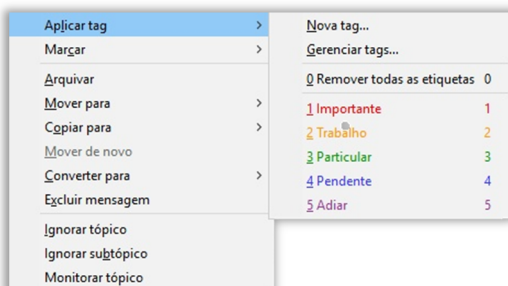 Aplicar tag
Marcar
Arquivar
Mover para
Copiar para
Mover de novo
Converter para
Excluir mensagem
Ignorar tópico
Ignorar subtópico
Monitorar tópico
Nova tag...
Gerenciar tags...
0 Remover todas as etiquetas 0
1 Importante 1
2 Trabalho 2
3 Particular 3
4 Pendente 4
5 Adiar 5